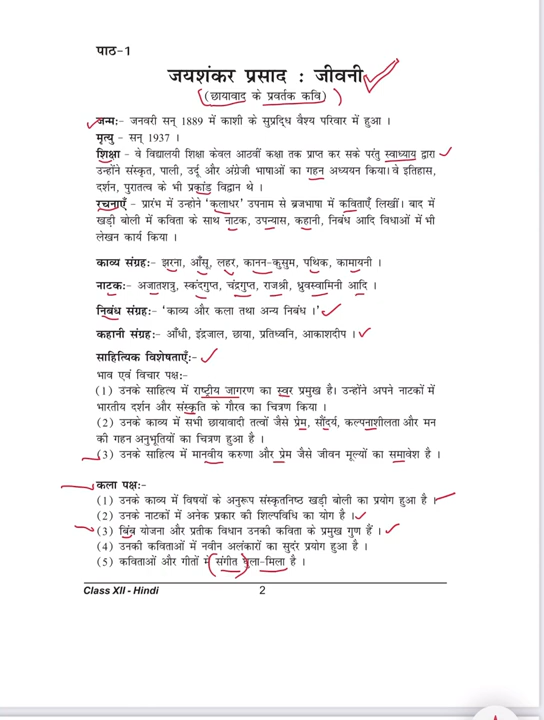 पाठ-1
जयशंकर प्रसाद : जीवनी
(छायावाद के प्रवर्तक कवि)
जन्म:- जनवरी सन् 1889 में काशी के सुप्रद्धि वैश्य परिवार में हुआ ।
मृत्यु - सन् 1937 ।
शिक्षा - वे विद्यालयी शिक्षा केवल आठवीं कक्षा तक प्राप्त कर सके परंतु स्वाध्याय द्वारा
उन्होंने संस्कृत, पाली, उर्दू और अंग्रेजी भाषाओं का गहन अध्ययन किया। वे इतिहास,
दर्शन, पुरातत्व के भी प्रकांड विद्वान थे ।
रचनाएँ - प्रारंभ में उन्होने 'कलाधर' उपनाम से ब्रजभाषा में कविताएँ लिखीं। बाद में
खड़ी बोली में कविता के साथ नाटक, उपन्यास, कहानी, निबंध आदि विधाओं में भी
लेखन कार्य किया ।
काव्य संग्रह:- झरना, आँसू, लहर, कानन-कुसुम, पथिक, कामायनी ।
नाटक:- अजातशत्रु, स्कंदगुप्त, चंद्रगुप्त, राजश्री, ध्रुवस्वामिनी आदि ।
निबंध संग्रह:- 'काव्य और कला तथा अन्य निबंध ।'
कहानी संग्रह:- आँधी, इंद्रजाल, छाया, प्रतिध्वनि, आकाशदीप ।
साहित्यिक विशेषताएँ:-
भाव एवं विचार पक्ष:-
(1) उनके साहित्य में राष्ट्रीय जागरण का स्वर प्रमुख है। उन्होंने अपने नाटकों में
भारतीय दर्शन और संस्कृति के गौरव का चित्रण किया ।
(2) उनके काव्य में सभी छायावादी तत्वों जैसे प्रेम, सौंदर्य, कल्पनाशीलता और मन
की गहन अनुभूतियों का चित्रण हुआ है ।
(3) उनके साहित्य में मानवीय करुणा और प्रेम जैसे जीवन मूल्यों का समावेश है ।
कला पक्ष:-
(1) उनके काव्य में विषयों के अनुरूप संस्कृतनिष्ठ खड़ी बोली का प्रयोग हुआ है ।
(2) उनके नाटकों में अनेक प्रकार की शिल्पविधि का योग है ।
(3) बिंब योजना और प्रतीक विधान उनकी कविता के प्रमुख गुण हैं ।
(4) उनकी कविताओं में नवीन अलंकारों का सुदंर प्रयोग हुआ है ।
(5) कविताओं और गीतों में संगीत घुला-मिला है ।
Class XII - Hindi 2